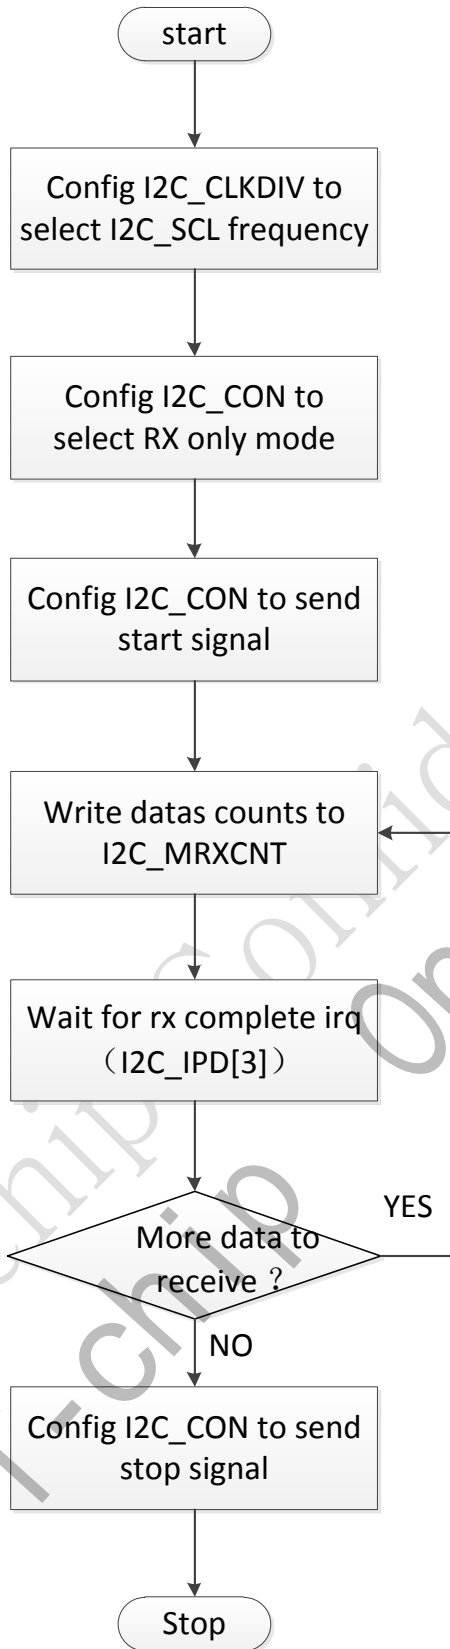 start
Config I2C_CLKDIV to
select I2C_SCL frequency
Config I2C_CON to
select RX only mode
Config I2C_CON to send
start signal
Write datas counts to
I2C_MRXCNT
Wait for rx complete irq
（I2C_IPD[3]）
More data to
receive ？
YES
NO
Config I2C_CON to send
stop signal
Stop